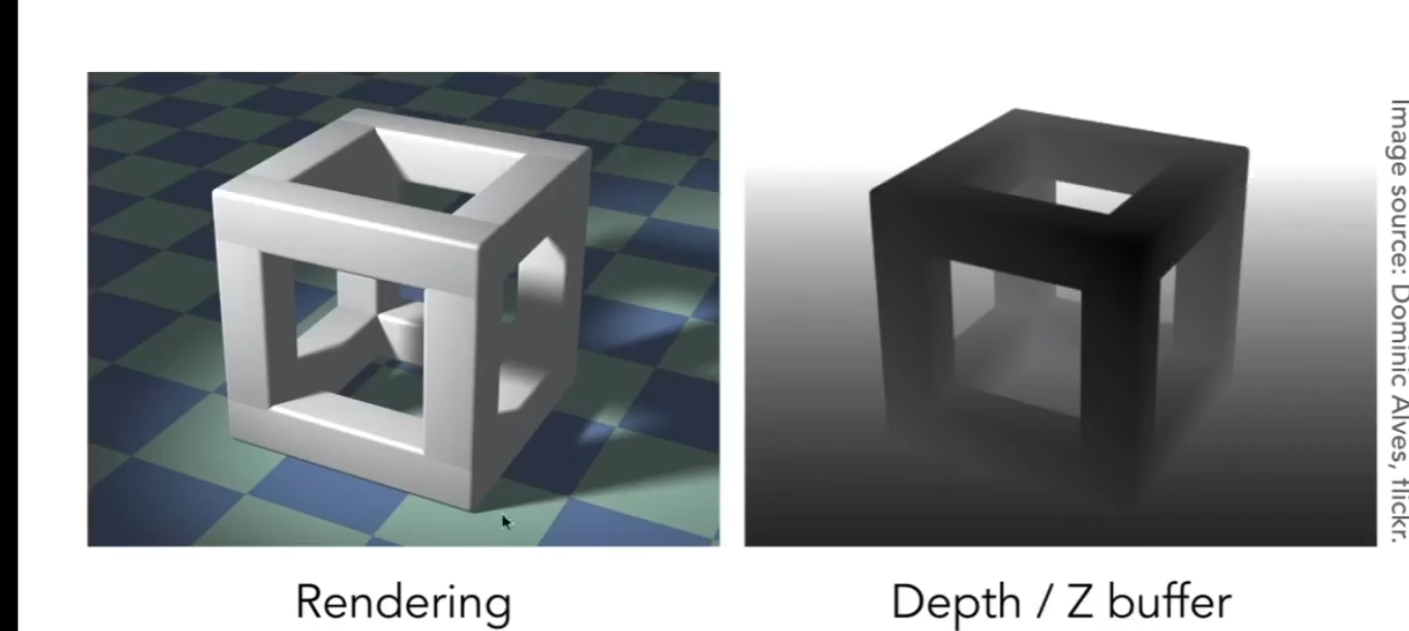 Rendering
Depth / Z buffer
Image source: Dominic Alves, flickr.